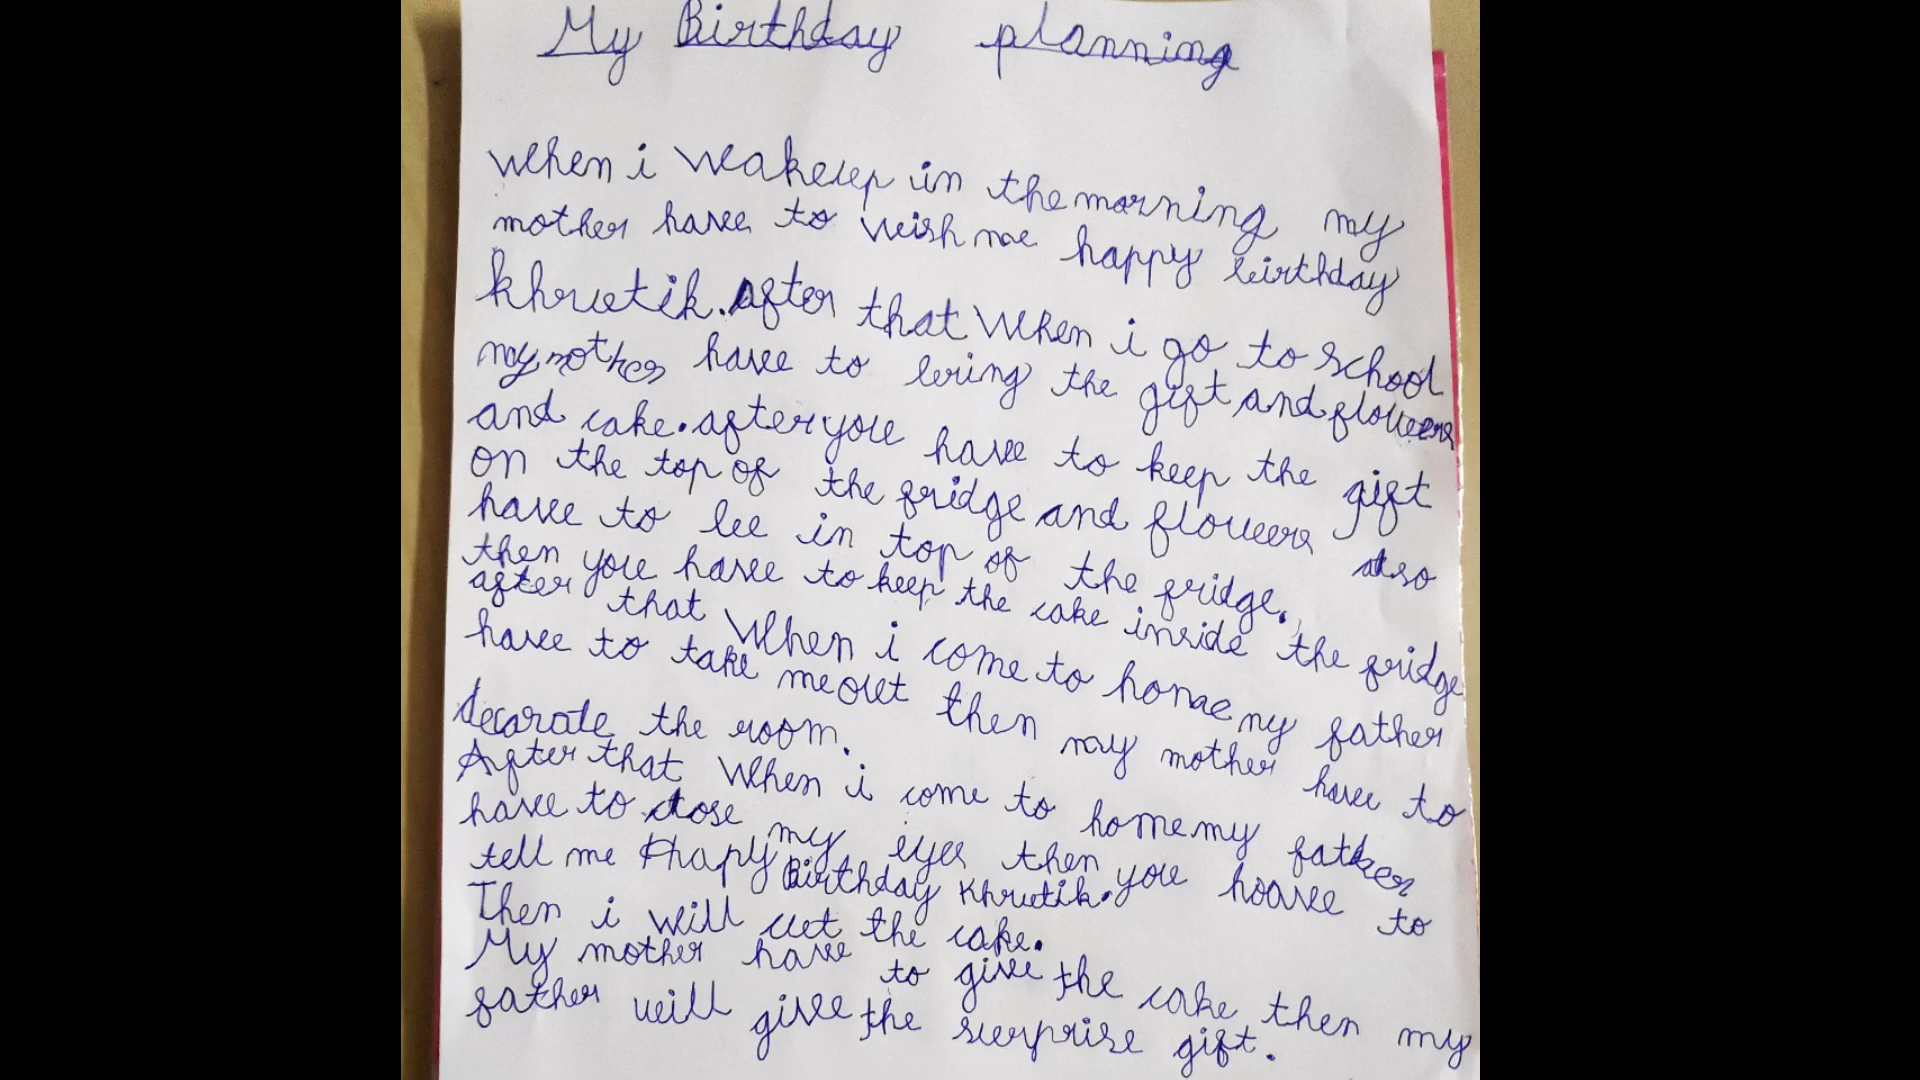 My Birthday planning
When i Wakeup in the morning my
mother have to Wish me happy birthday
khrutik. After that When i go to School
my mother have to bring the gift and flowers
and cake. after you have to keep the gift
on the top of the fridge and flowers also
have to be in top of the fridge.
then you have to keep the cake inside the fridge
after that When i come to home my father
have to take me out then my mother have to
decorate the room.
After that When i come to home my father
have to close my eyes then you have to
tell me Happy Birthday Khrutik.
Then i will cut the cake.
My mother have to give the cake then my
father will give the surprise gift.